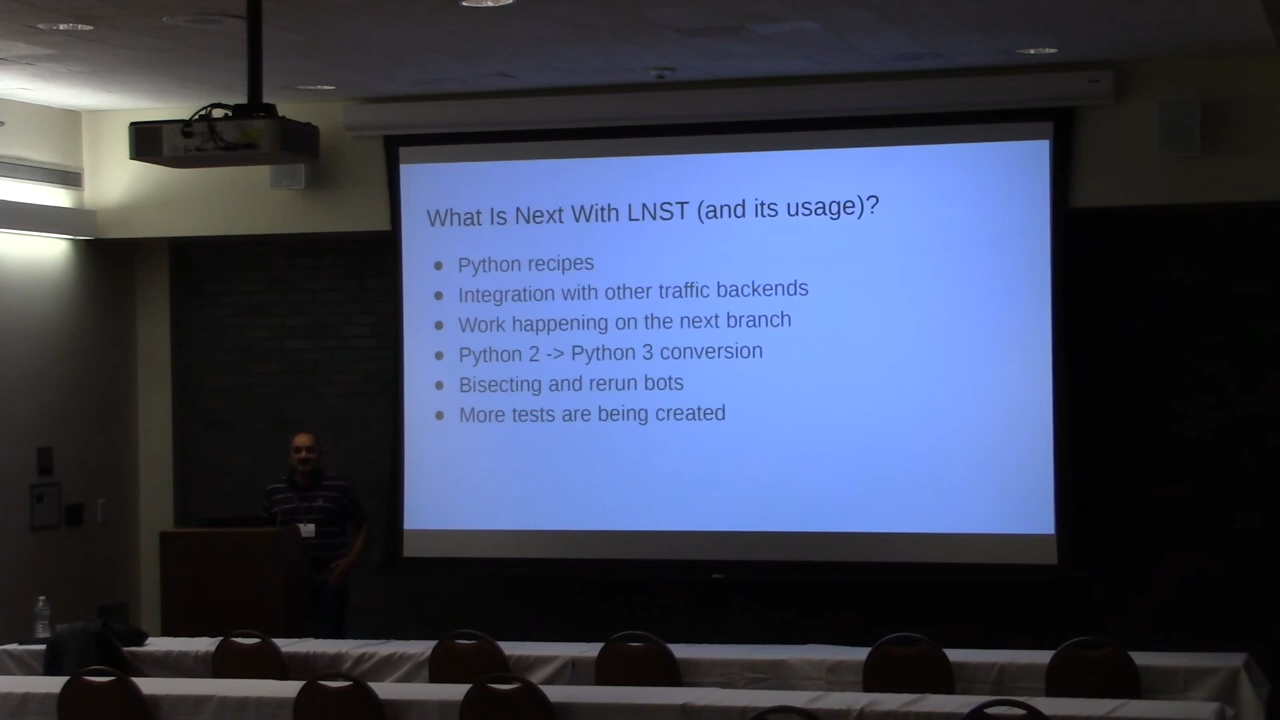 What Is Next With LNST (and its usage)?
Python recipes
Integration with other traffic backends
Work happening on the next branch
Python 2 -> Python 3 conversion
Bisecting and rerun bots
More tests are being created